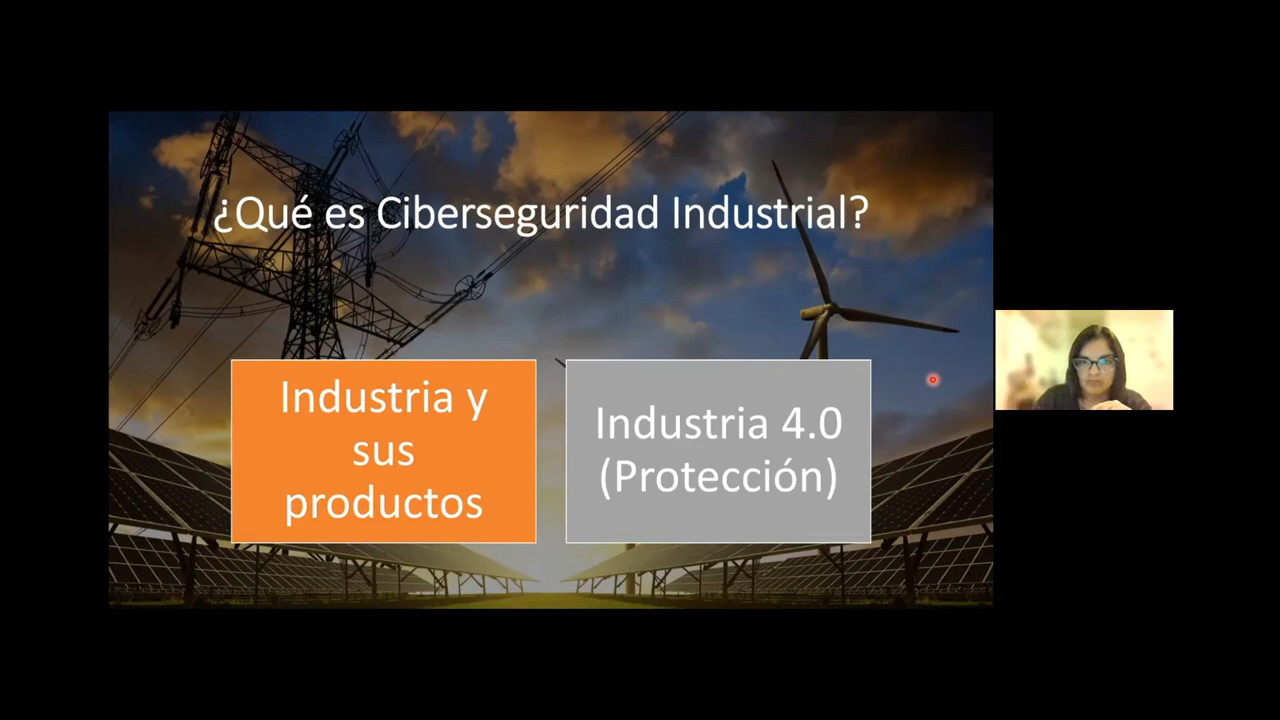 ¿Qué es Ciberseguridad Industrial?
Industria y
sus
productos
Industria 4.0
(Protección)